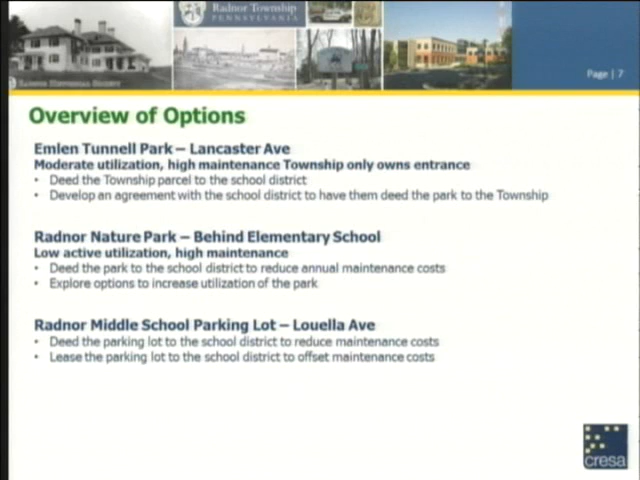 Radnor Township
PENNSYLVANIA
Page | 7
Overview of Options
Emlen Tunnell Park – Lancaster Ave
Moderate utilization, high maintenance Township only owns entrance
• Deed the Township parcel to the school district
• Develop an agreement with the school district to have them deed the park to the Township
Radnor Nature Park – Behind Elementary School
Low active utilization, high maintenance
• Deed the park to the school district to reduce annual maintenance costs
• Explore options to increase utilization of the park
Radnor Middle School Parking Lot – Louella Ave
• Deed the parking lot to the school district to reduce maintenance costs
• Lease the parking lot to the school district to offset maintenance costs
cresa